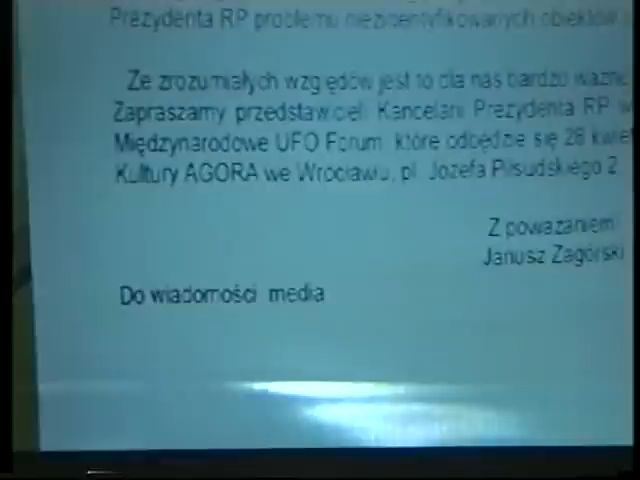 Prezydenta RP problemu niezidentyfikowanych obiektów
Ze zrozumiałych względów jest to dla nas bardzo ważne
Zapraszamy przedstawicieli Kancelarii Prezydenta RP
Międzynarodowe UFO Forum, które odbędzie się 28
Kultury AGORA we Wrocławiu, pl. Józefa Piłsudskiego 2
Z poważaniem
Janusz Zagórski
Do wiadomości media